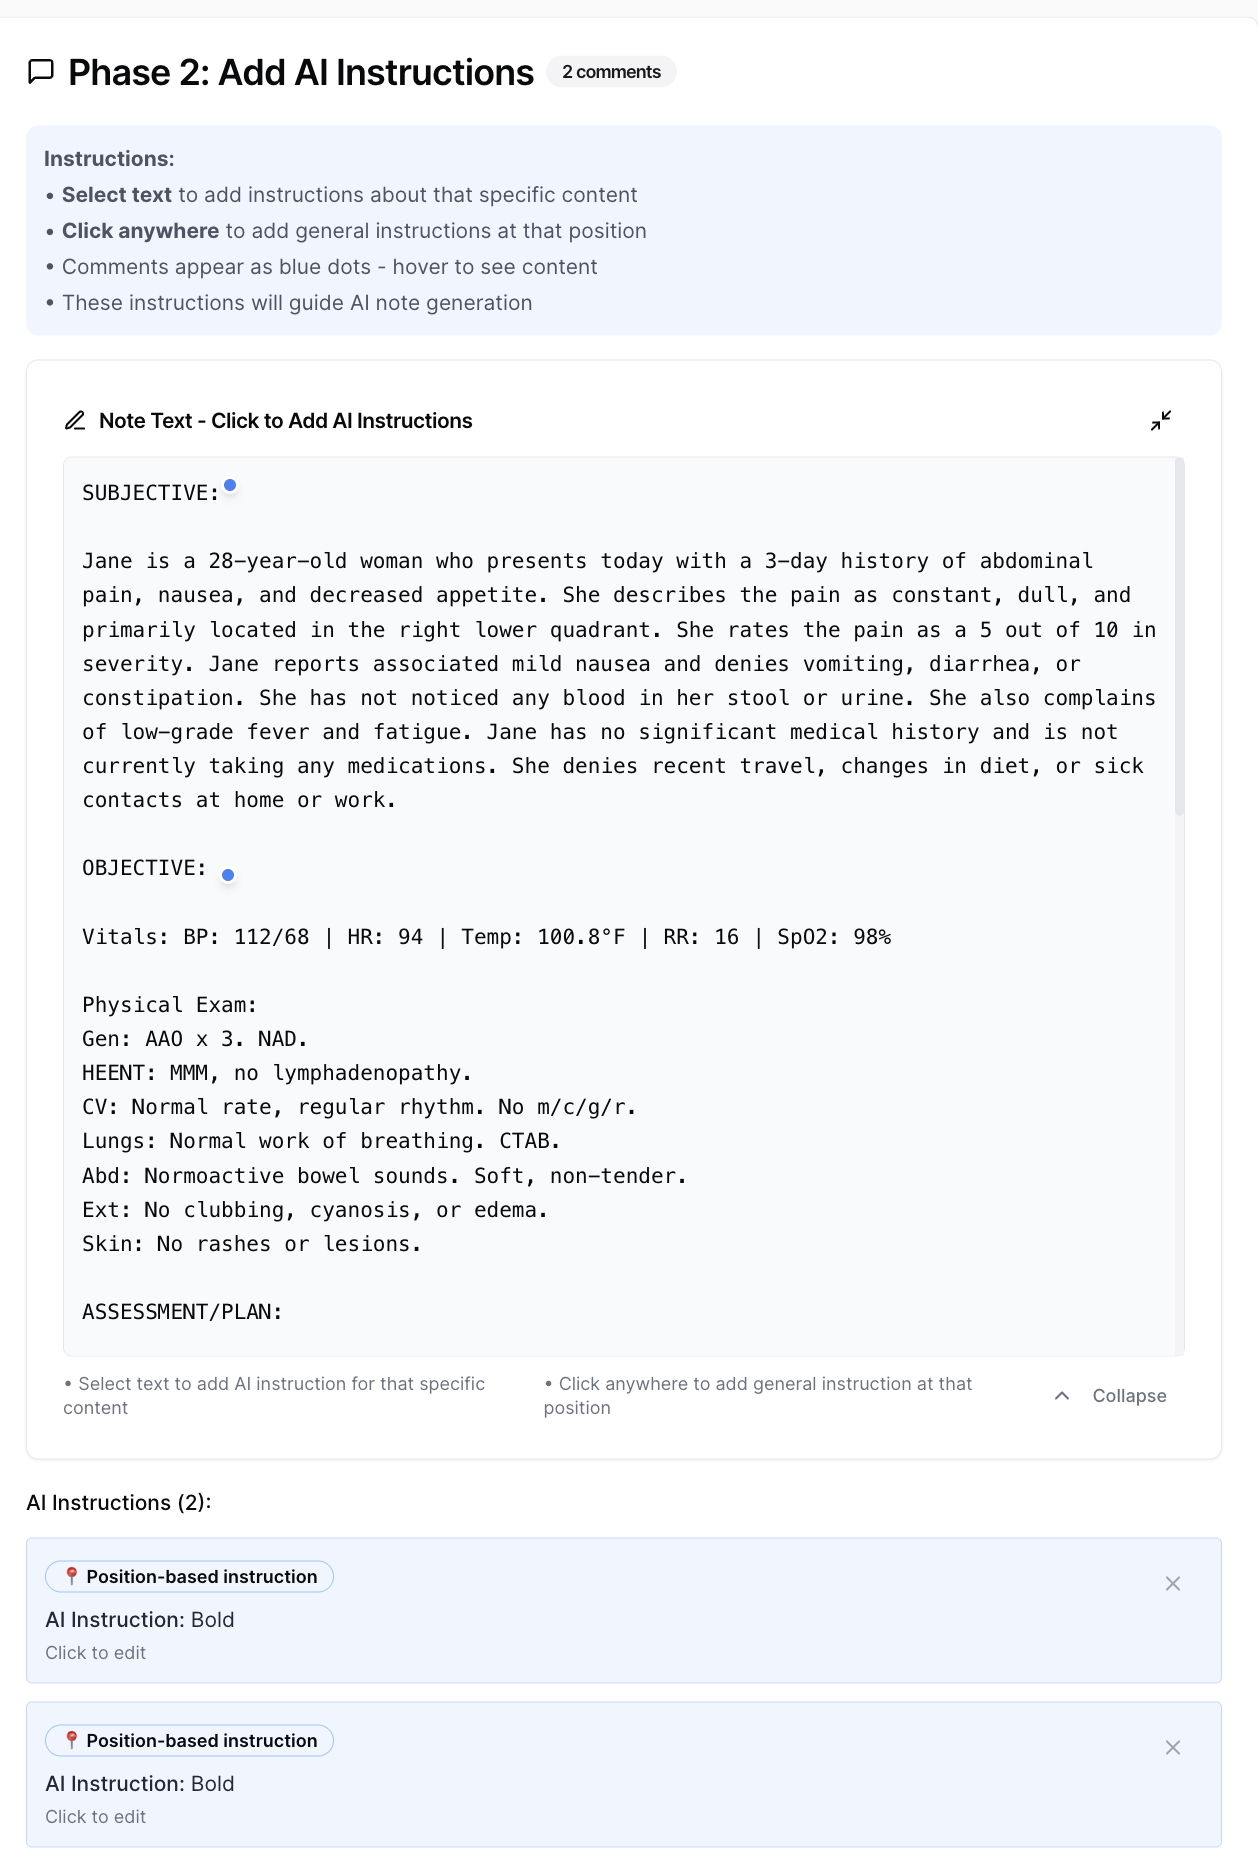 Phase 2: Add AI Instructions 2 comments
Instructions:
• Select text to add instructions about that specific content
• Click anywhere to add general instructions at that position
• Comments appear as blue dots - hover to see content
• These instructions will guide AI note generation
Note Text - Click to Add AI Instructions
SUBJECTIVE:
Jane is a 28-year-old woman who presents today with a 3-day history of abdominal
pain, nausea, and decreased appetite. She describes the pain as constant, dull, and
primarily located in the right lower quadrant. She rates the pain as a 5 out of 10 in
severity. Jane reports associated mild nausea and denies vomiting, diarrhea, or
constipation. She has not noticed any blood in her stool or urine. She also complains
of low-grade fever and fatigue. Jane has no significant medical history and is not
currently taking any medications. She denies recent travel, changes in diet, or sick
contacts at home or work.
OBJECTIVE:
Vitals: BP: 112/68 | HR: 94 | Temp: 100.8°F | RR: 16 | SpO2: 98%
Physical Exam:
Gen: AAO x 3. NAD.
HEENT: MMM, no lymphadenopathy.
CV: Normal rate, regular rhythm. No m/c/g/r.
Lungs: Normal work of breathing. CTAB.
Abd: Normoactive bowel sounds. Soft, non-tender.
Ext: No clubbing, cyanosis, or edema.
Skin: No rashes or lesions.
ASSESSMENT/PLAN:
• Select text to add AI instruction for that specific
content
• Click anywhere to add general instruction at that
position
Collapse
AI Instructions (2):
📍 Position-based instruction
AI Instruction: Bold
Click to edit
📍 Position-based instruction
AI Instruction: Bold
Click to edit